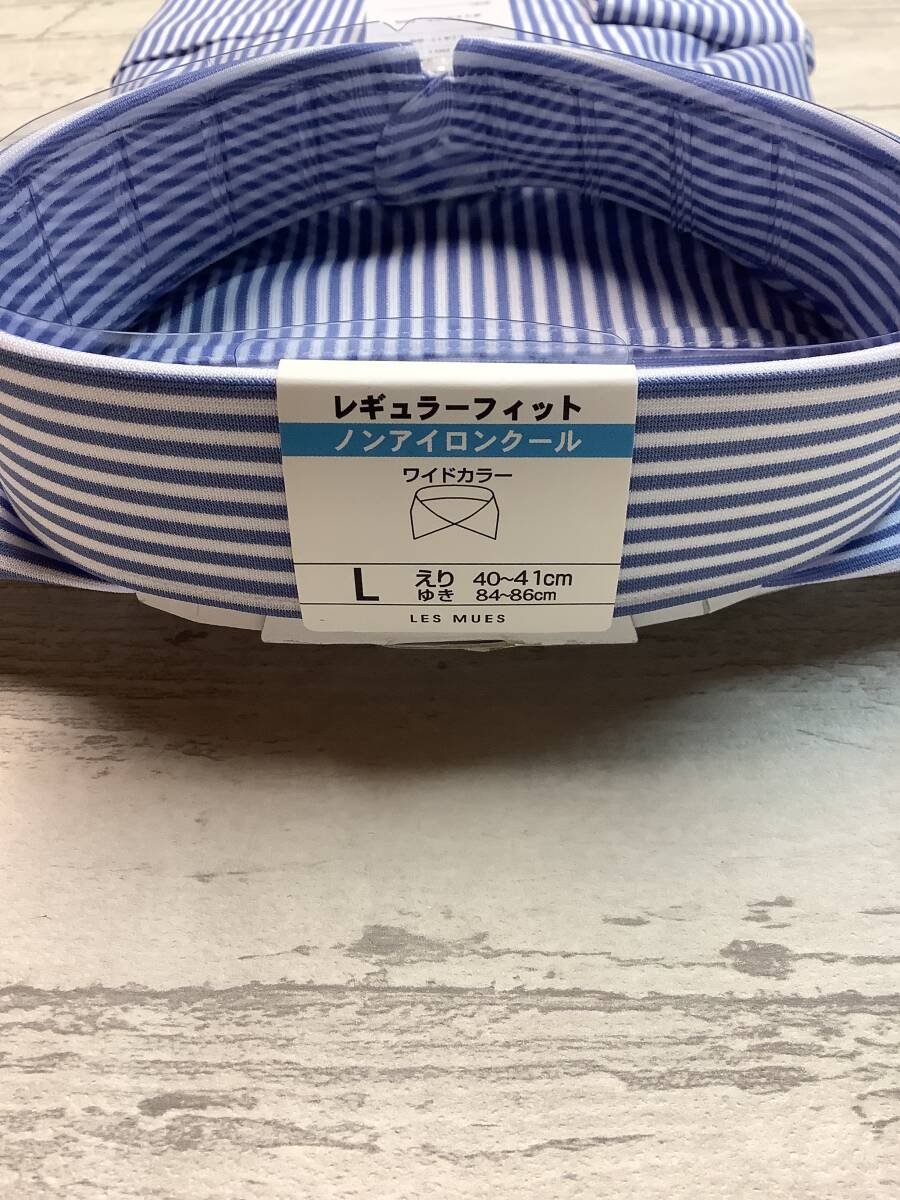 レギュラーフィット
ノンアイロンクール
ワイドカラー
L えり 40~41cm
ゆき 84~86cm
LES MUES